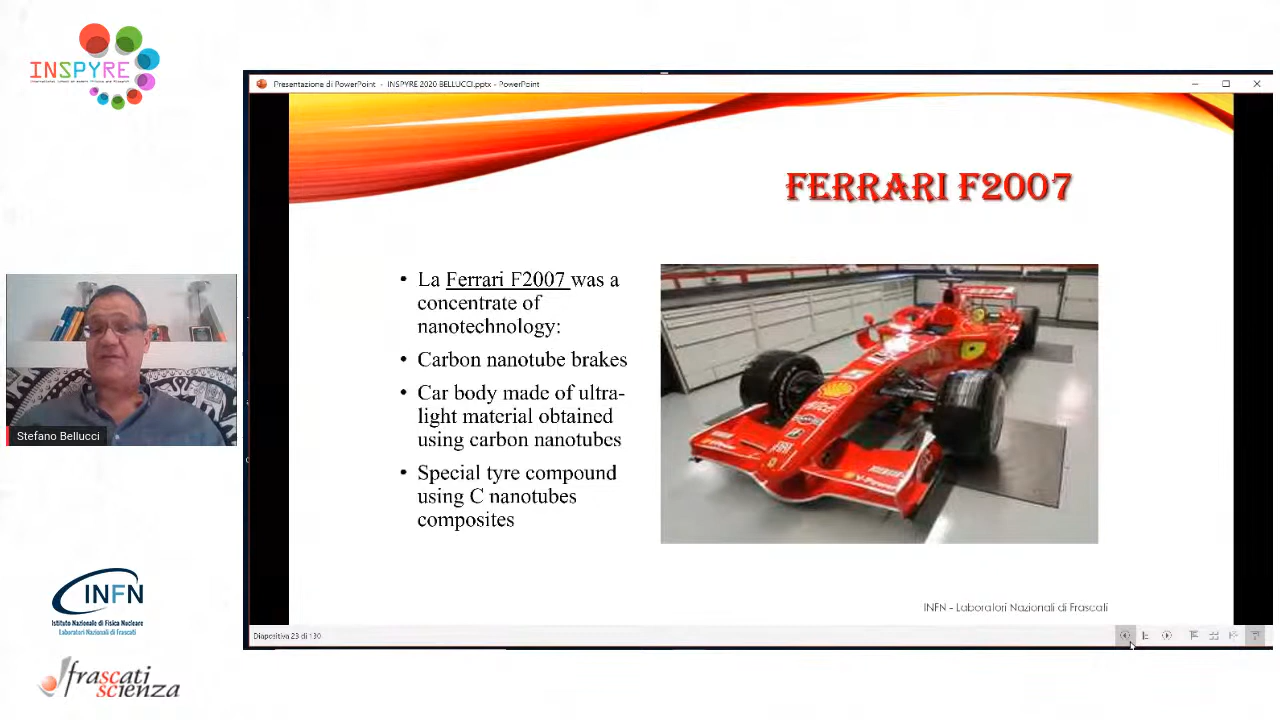 INSPYRE
Presentazione di PowerPoint - INSPYRE 2020 BELLUCCI.pptx - PowerPoint
FERRARI F2007
• La Ferrari F2007 was a
concentrate of
nanotechnology:
• Carbon nanotube brakes
• Car body made of ultra-
light material obtained
using carbon nanotubes
• Special tyre compound
using C nanotubes
composites
Stefano Bellucci
FIAT
V-Power
INFN - Laboratori Nazionali di Frascati
Diapositiva 23 di 130
INFN
Istituto Nazionale di Fisica Nucleare
Laboratori Nazionali di Frascati
frascati
scienza